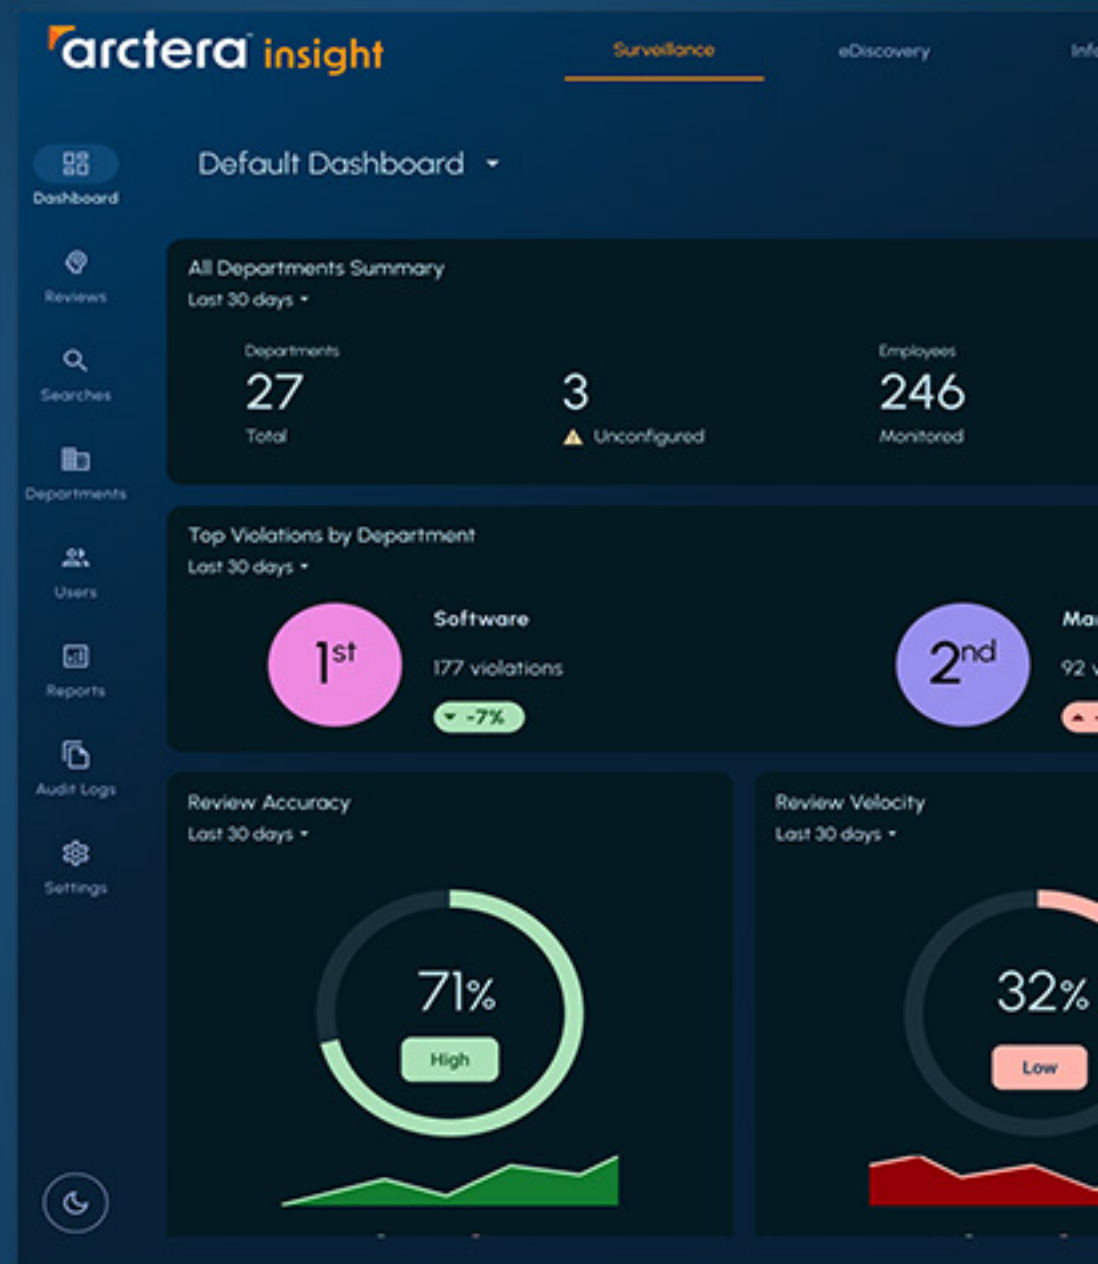 arctera insight
Surveillance
eDiscovery
Default Dashboard
Dashboard
Reviews
Searches
Departments
Users
Reports
Audit Logs
Settings
All Departments Summary
Last 30 days
Departments
27
Total
3
Unconfigured
Employees
246
Monitored
Top Violations by Department
Last 30 days
1st
Software
177 violations
-7%
2nd
92
Review Accuracy
Last 30 days
71%
High
Review Velocity
Last 30 days
32%
Low